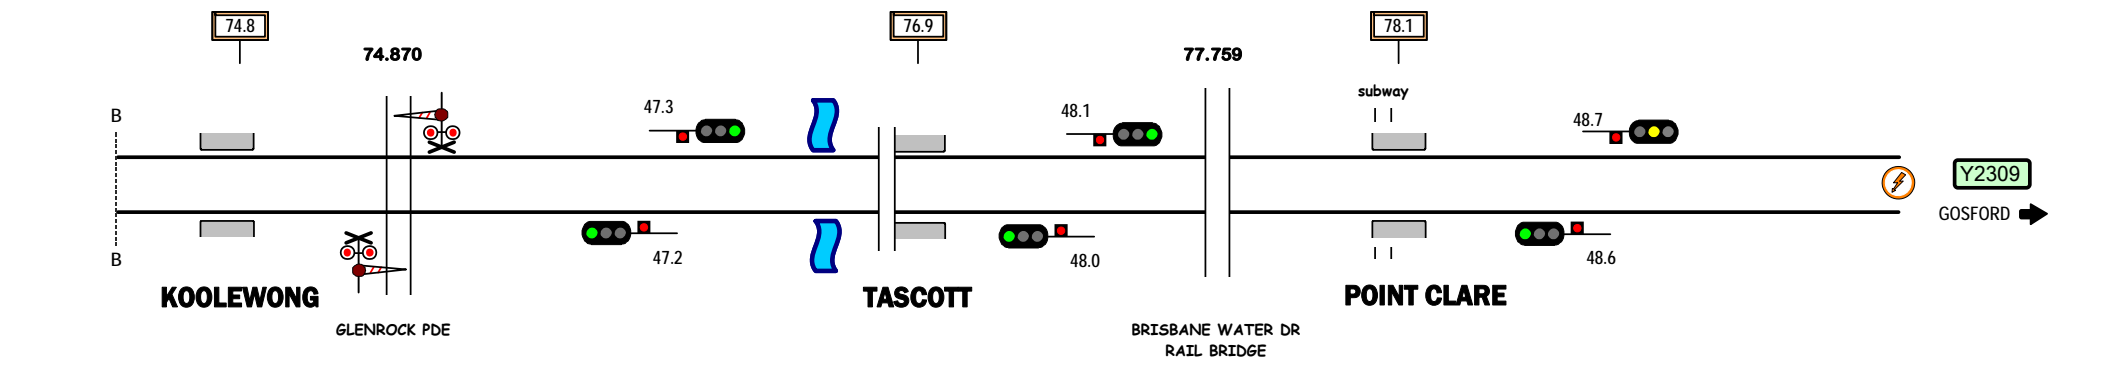 74.8
76.9
78.1
74.870
77.759
subway
B
47.3
48.1
48.7
Y2309
GOSFORD
B
47.2
48.0
48.6
KOOLEWONG
TASCOTT
POINT CLARE
GLENROCK PDE
BRISBANE WATER DR
RAIL BRIDGE